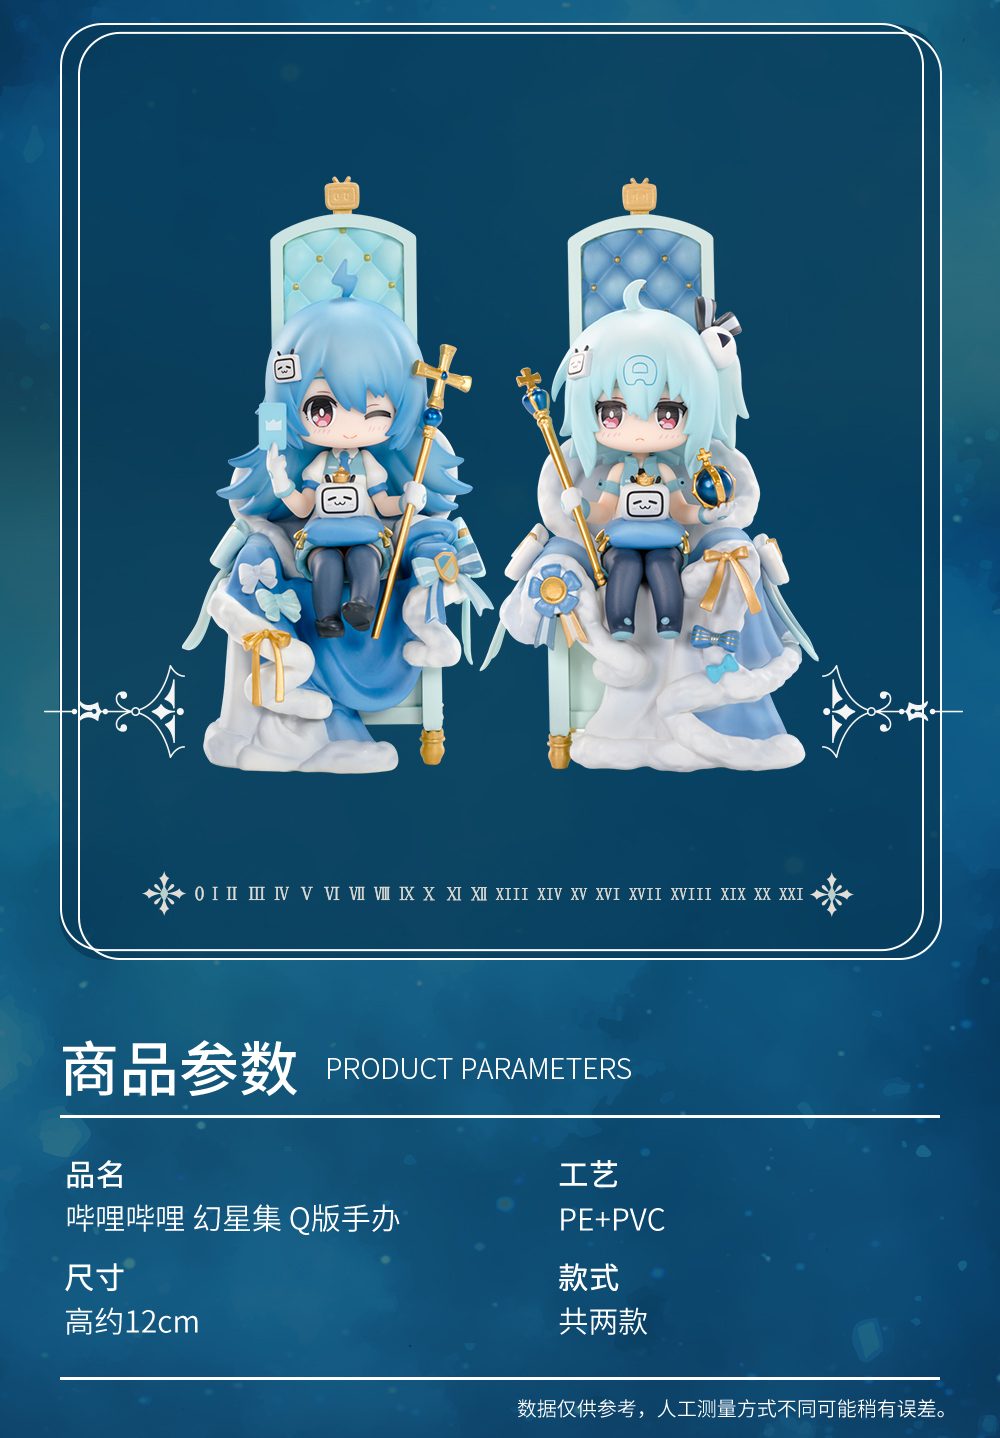 0 I II III IV V VI VII VIII IX X XI XII XIII XIV XV XVI XVII XVIII XIX XX XXI
商品参数 PRODUCT PARAMETERS
品名
哔哩哔哩 幻星集 Q版手办
工艺
PE+PVC
尺寸
高约12cm
款式
共两款
数据仅供参考，人工测量方式不同可能稍有误差。